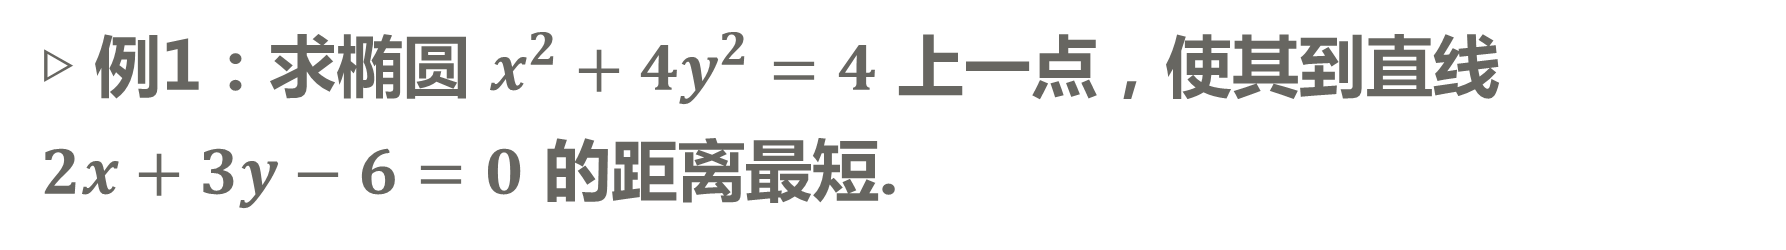 ▷ 例1：求椭圆 x² + 4y² = 4 上一点，使其到直线
2x + 3y − 6 = 0 的距离最短.